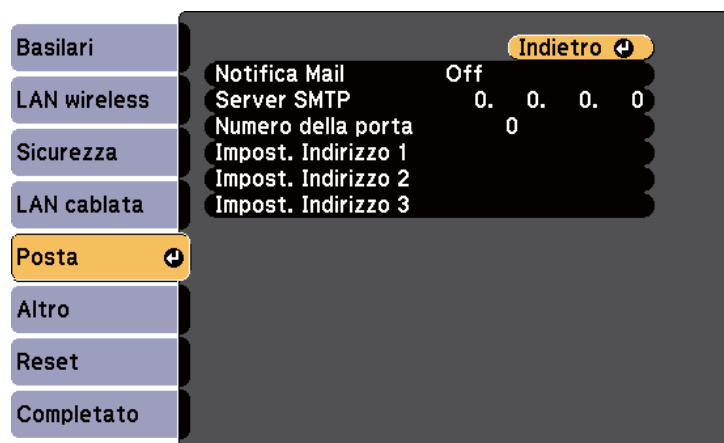 Basilari
LAN wireless
Sicurezza
LAN cablata
Posta
Altro
Reset
Completato
Indietro
Notifica Mail Off
Server SMTP 0. 0. 0. 0
Numero della porta 0
Impost. Indirizzo 1
Impost. Indirizzo 2
Impost. Indirizzo 3